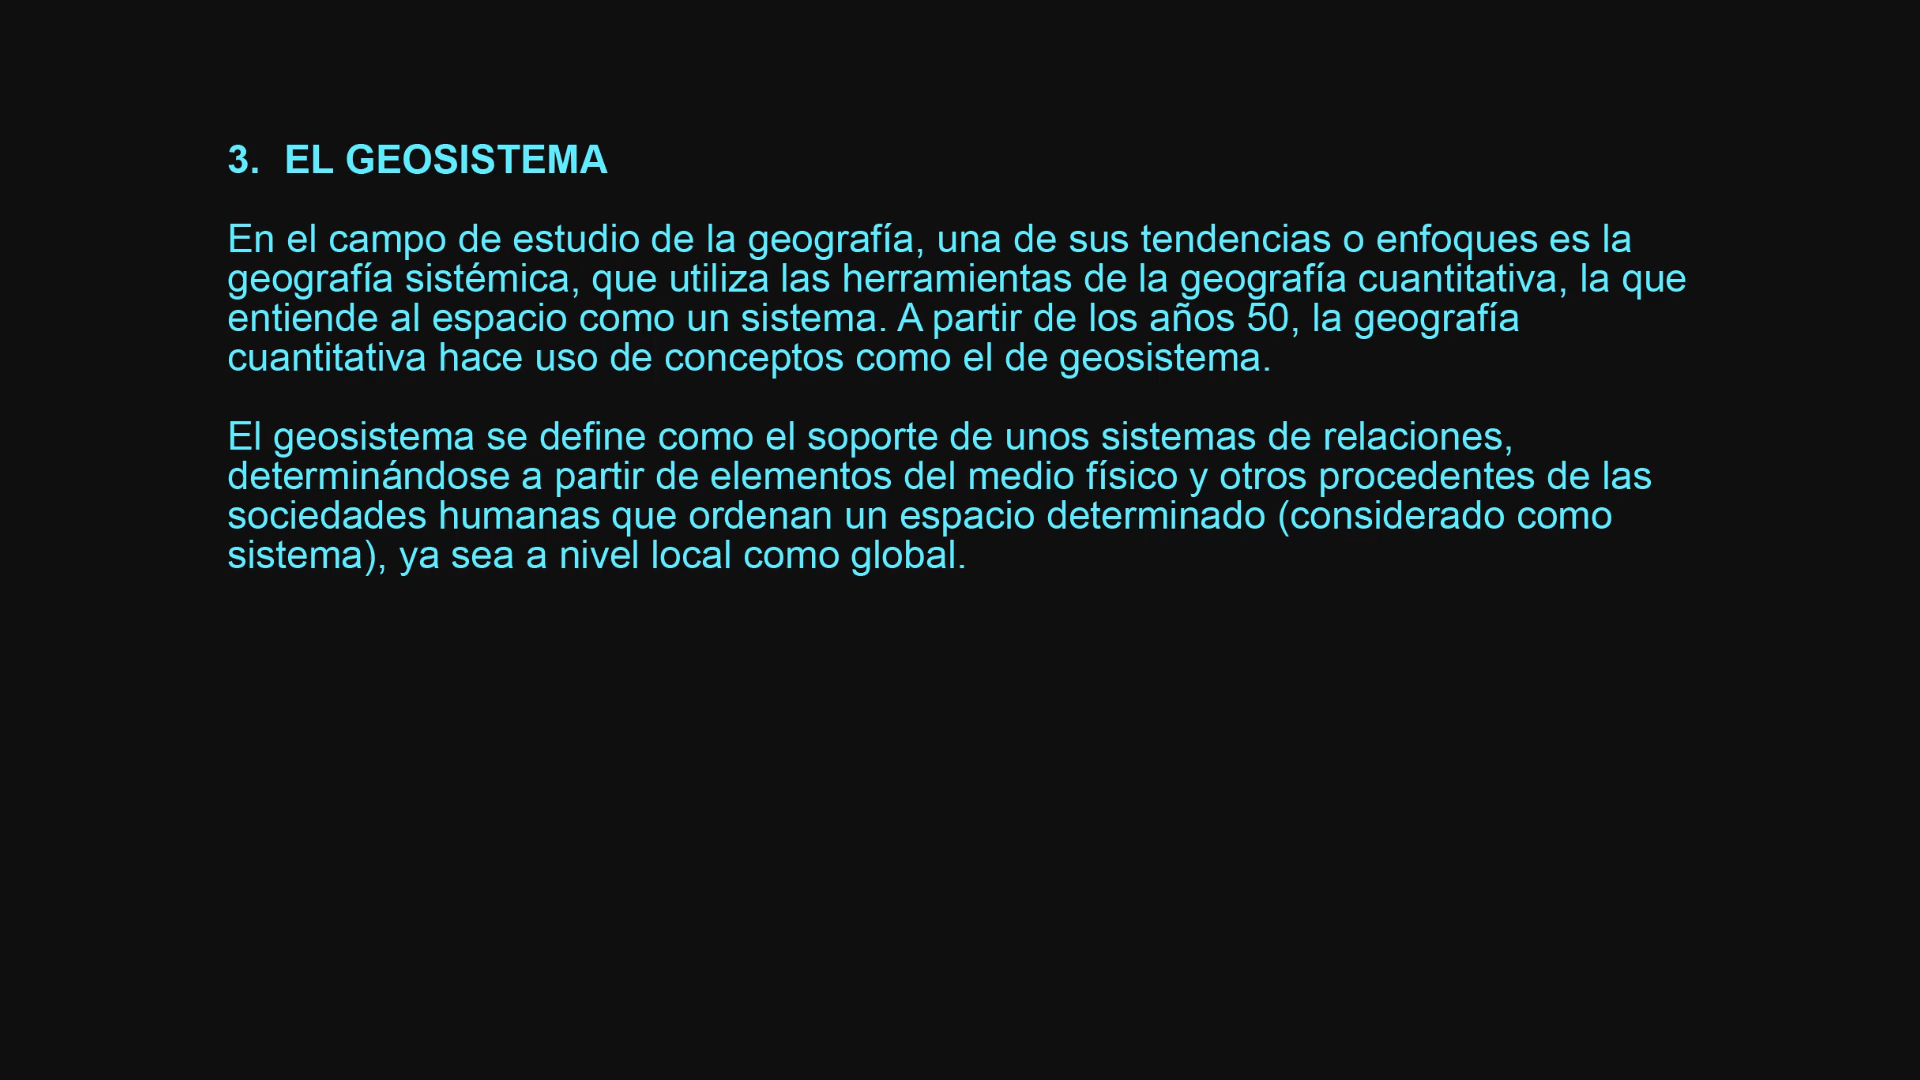 3. EL GEOSISTEMA
En el campo de estudio de la geografía, una de sus tendencias o enfoques es la
geografía sistémica, que utiliza las herramientas de la geografía cuantitativa, la que
entiende al espacio como un sistema. A partir de los años 50, la geografía
cuantitativa hace uso de conceptos como el de geosistema.
El geosistema se define como el soporte de unos sistemas de relaciones,
determinándose a partir de elementos del medio físico y otros procedentes de las
sociedades humanas que ordenan un espacio determinado (considerado como
sistema), ya sea a nivel local como global.